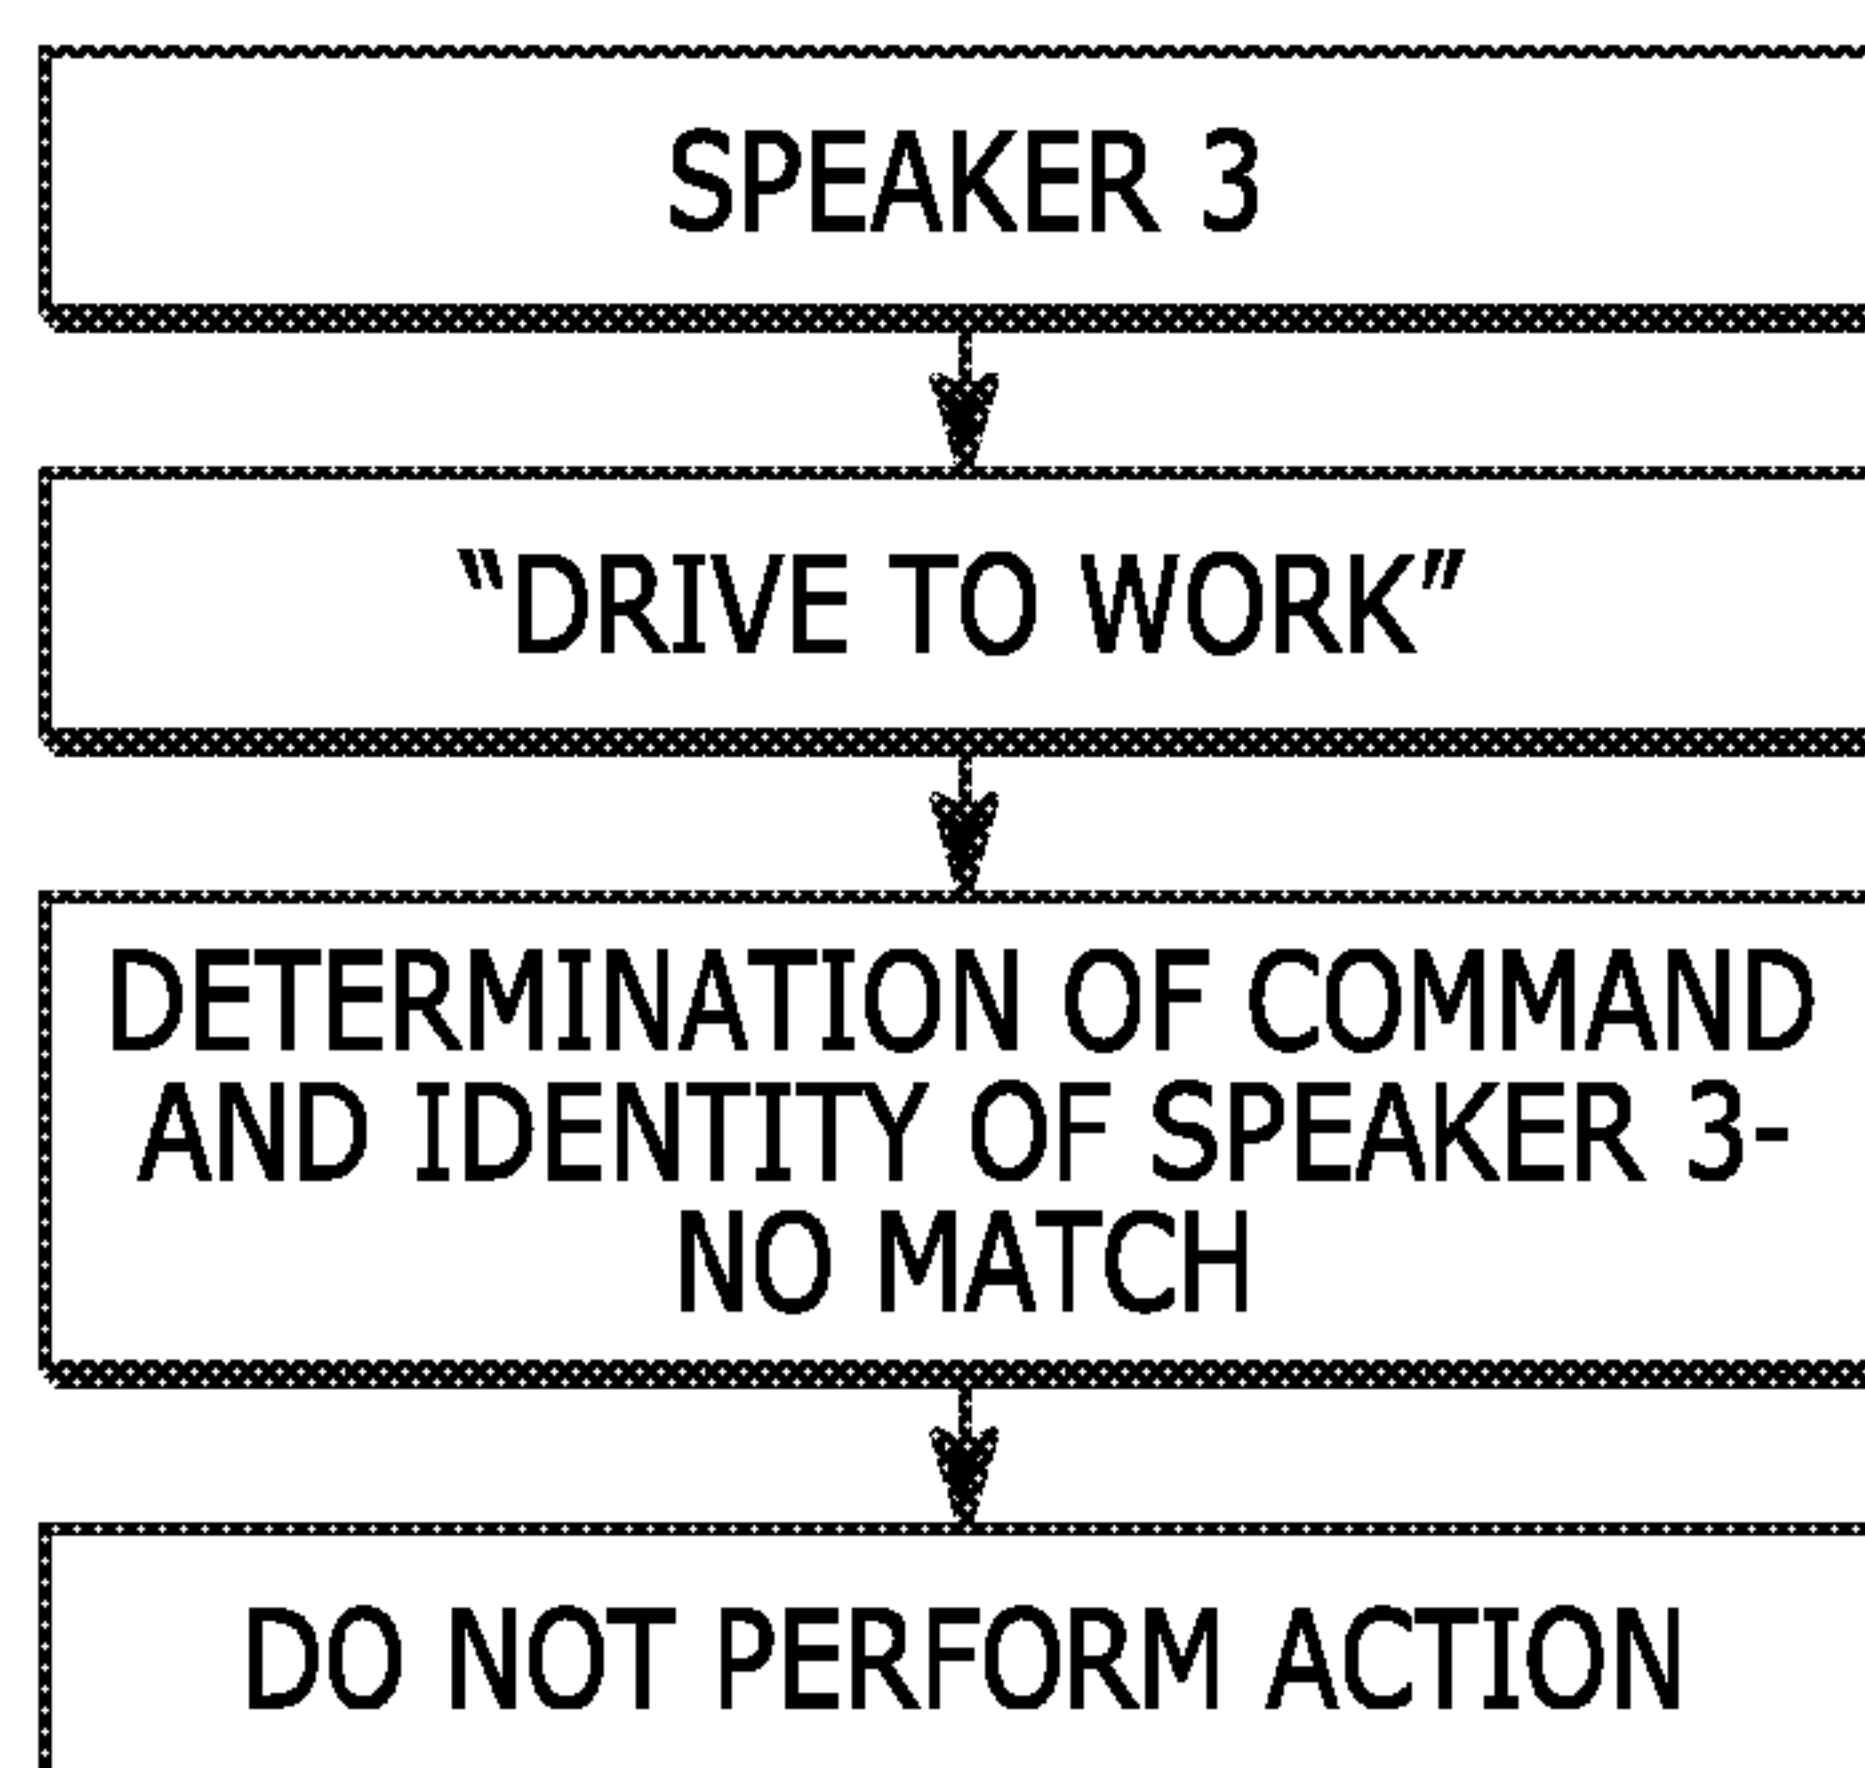 SPEAKER 3
“DRIVE TO WORK”
DETERMINATION OF COMMAND
AND IDENTITY OF SPEAKER 3-
NO MATCH
DO NOT PERFORM ACTION